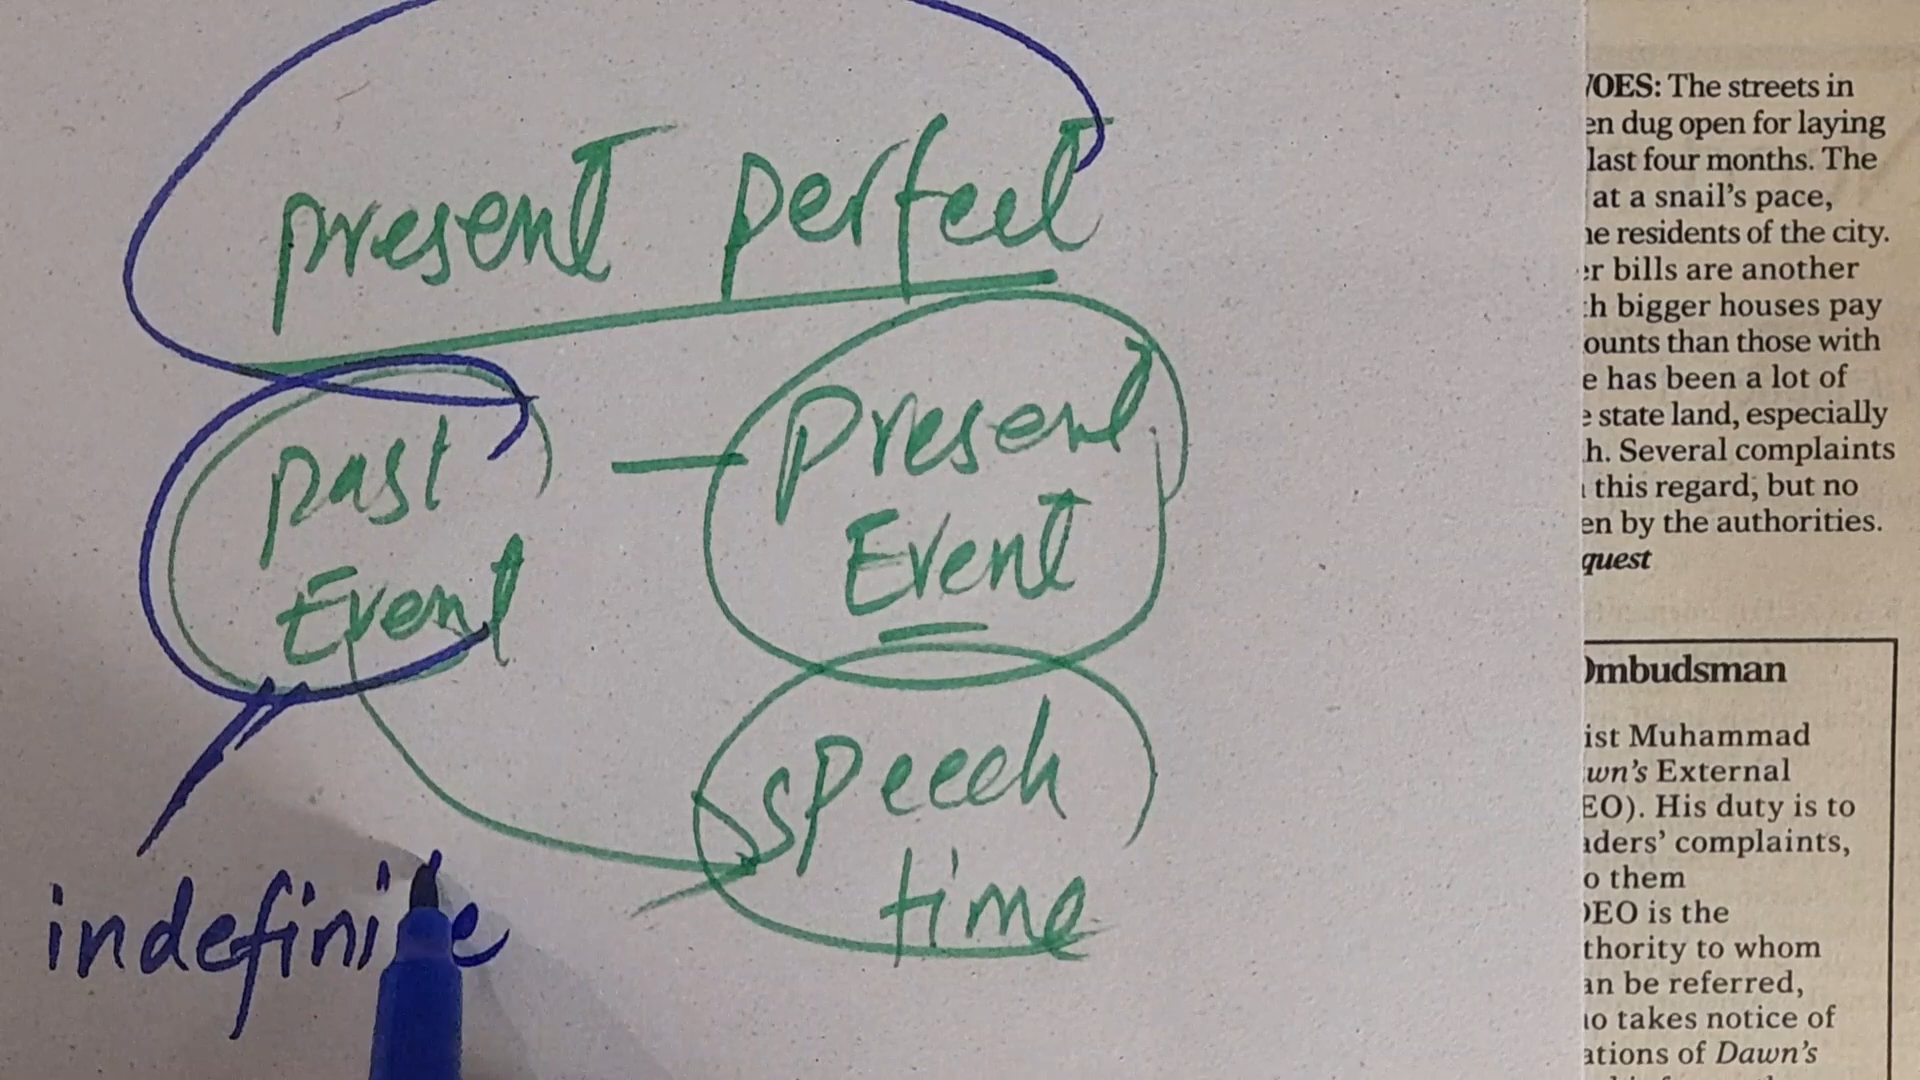 present perfect
past
Event
present
Event
speech
time
indefinite
OES: The streets in
en dug open for laying
last four months. The
at a snail's pace,
residents of the city.
bills are another
bigger houses pay
ounts than those with
has been a lot of
state land, especially
h. Several complaints
this regard, but no
en by the authorities.
quest
Ombudsman
ist Muhammad
wn's External
EO). His duty is to
aders' complaints,
o them
DEO is the
thority to whom
an be referred,
takes notice of
ations of Dawn's